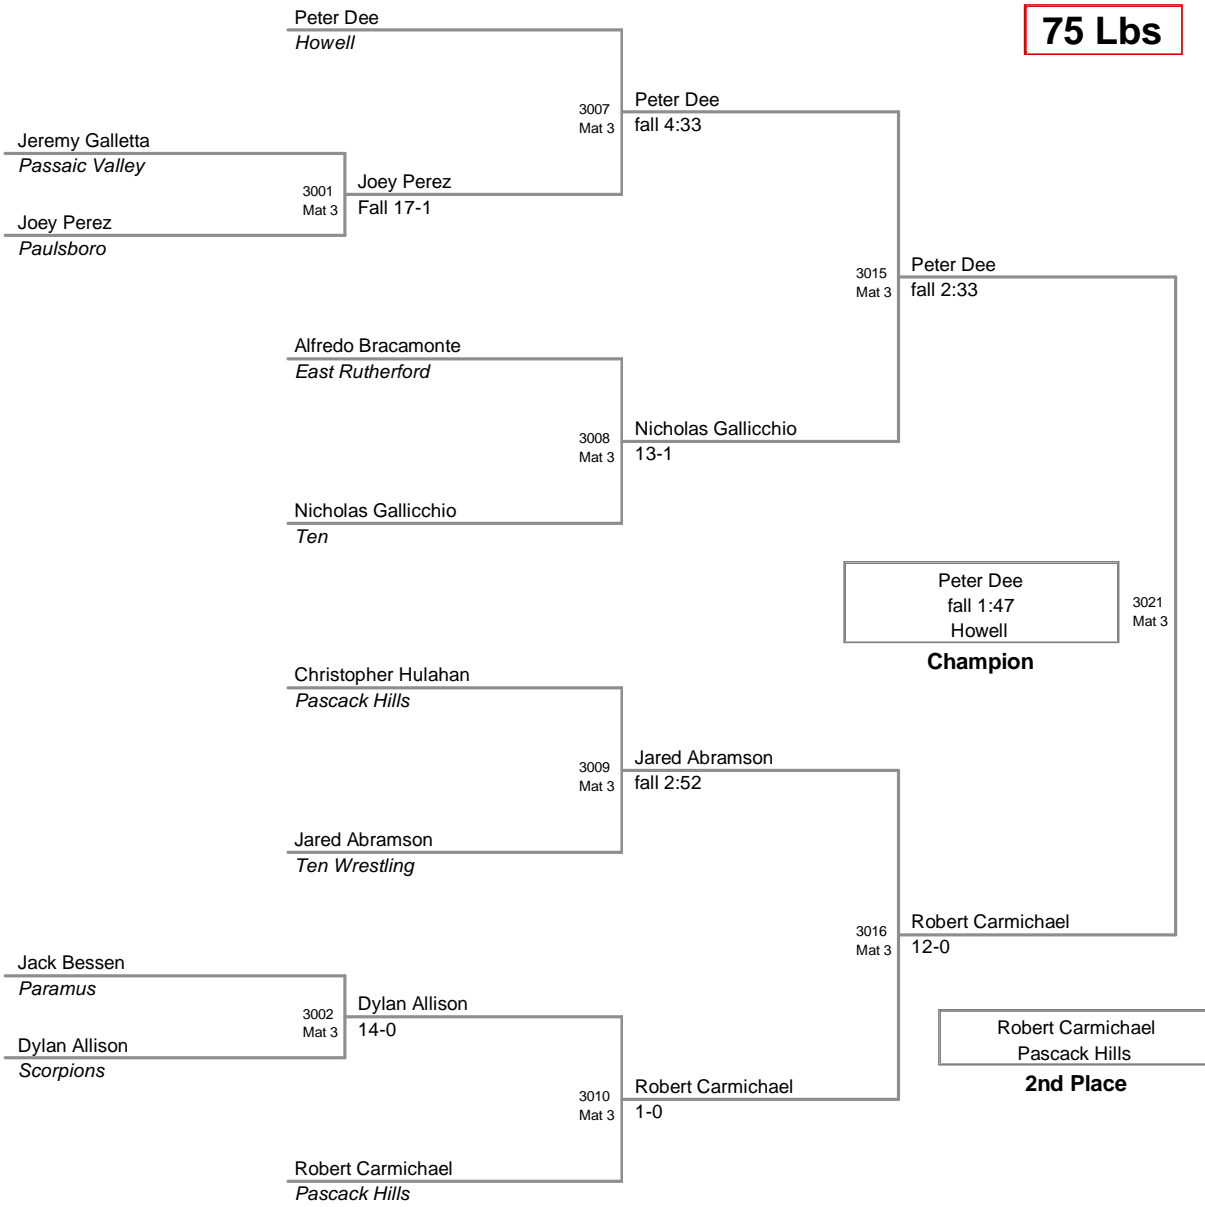 75 Lbs
Peter Dee
Howell
3007
Mat 3
Peter Dee
fall 4:33
Jeremy Galletta
Passaic Valley
3001
Mat 3
Joey Perez
Fall 17-1
Joey Perez
Paulsboro
3015
Mat 3
Peter Dee
fall 2:33
Alfredo Bracamonte
East Rutherford
3008
Mat 3
Nicholas Gallicchio
13-1
Nicholas Gallicchio
Ten
Peter Dee
fall 1:47
Howell
Champion
3021
Mat 3
Christopher Hulahan
Pascack Hills
3009
Mat 3
Jared Abramson
fall 2:52
Jared Abramson
Ten Wrestling
3016
Mat 3
Robert Carmichael
12-0
Jack Bessen
Paramus
3002
Mat 3
Dylan Allison
14-0
Dylan Allison
Scorpions
Robert Carmichael
Pascack Hills
2nd Place
3010
Mat 3
Robert Carmichael
1-0
Robert Carmichael
Pascack Hills